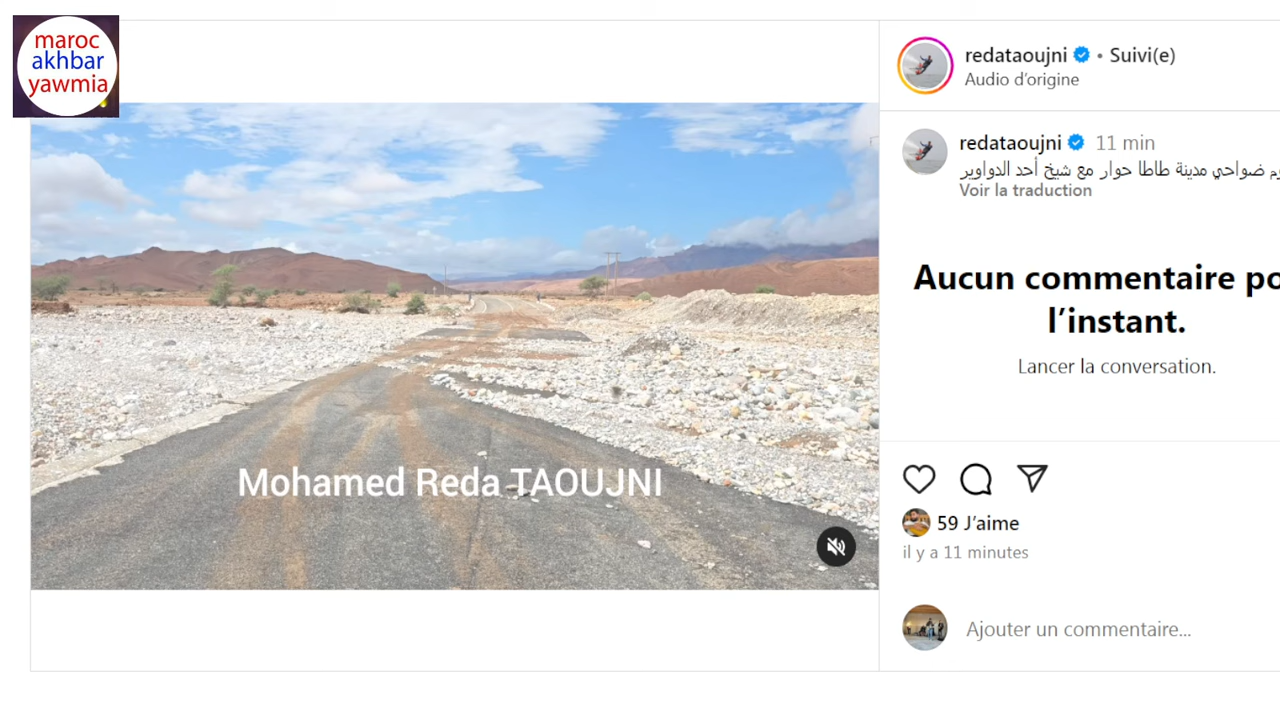 maroc
akhbar
yawmia
redataoujni • Suivi(e)
Audio d’origine
redataoujni 11 min
ضواحي مدينة طاطا حوار مع شيخ أحد الدواوير
Voir la traduction
Aucun commentaire po
l’instant.
Lancer la conversation.
Mohamed Reda TAOUJNI
59 J’aime
il y a 11 minutes
Ajouter un commentaire...